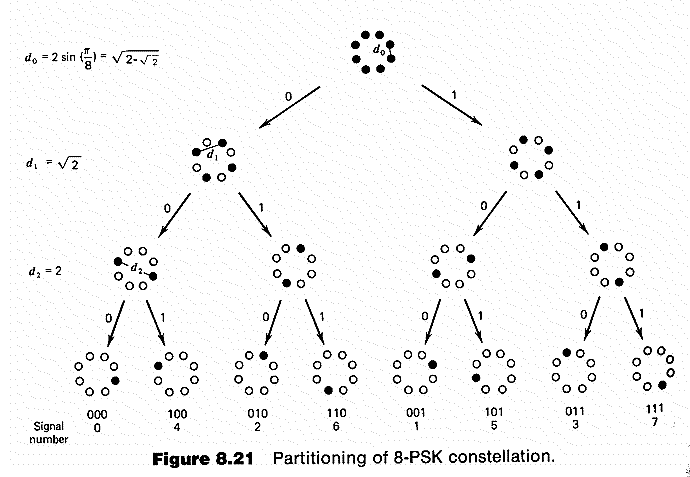 d₀ = 2 sin (π/8) = √2-√2
d₀
0 1
d₁ = √2
d₁
0 1 0 1
d₂ = 2
d₂
0 1 0 1 0 1 0 1
000 100 010 110 001 101 011 111
Signal number 0 4 2 6 1 5 3 7
Figure 8.21 Partitioning of 8-PSK constellation.